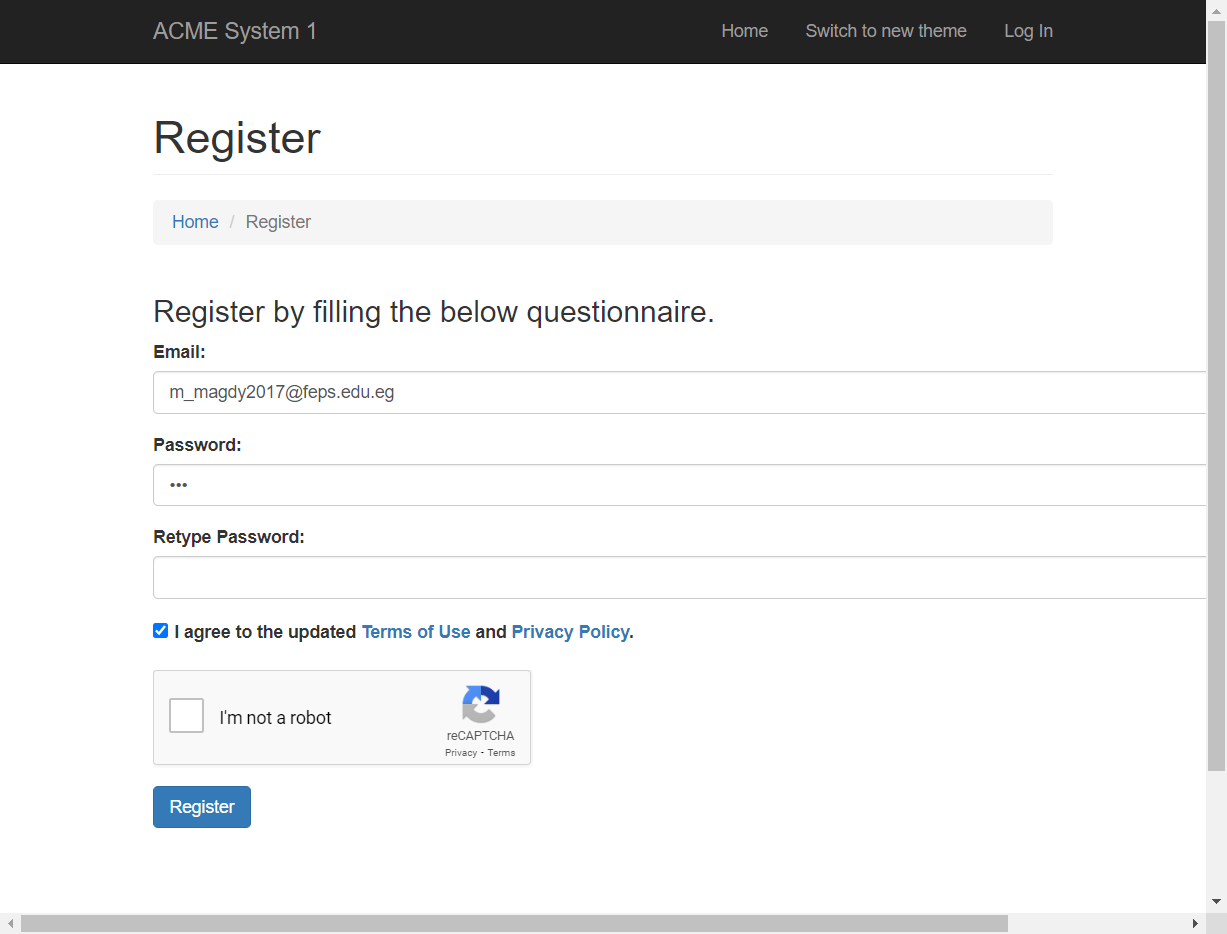 ACME System 1
Home
Switch to new theme
Log In
Register
Home / Register
Register by filling the below questionnaire.
Email:
m_magdy2017@feps.edu.eg
Password:
•••
Retype Password:
I agree to the updated Terms of Use and Privacy Policy.
I'm not a robot
reCAPTCHA
Privacy - Terms
Register